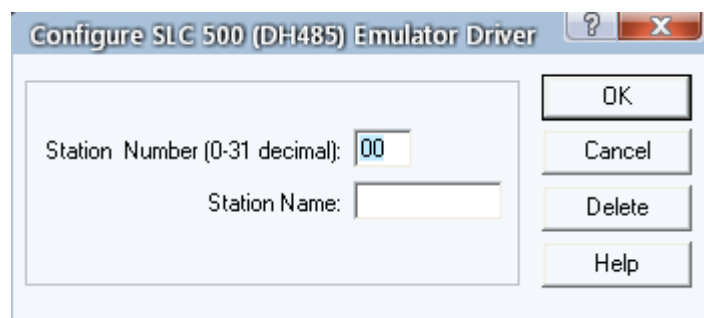 Configure SLC 500 (DH485) Emulator Driver
?
X
OK
Station Number (0-31 decimal): 00
Cancel
Station Name:
Delete
Help